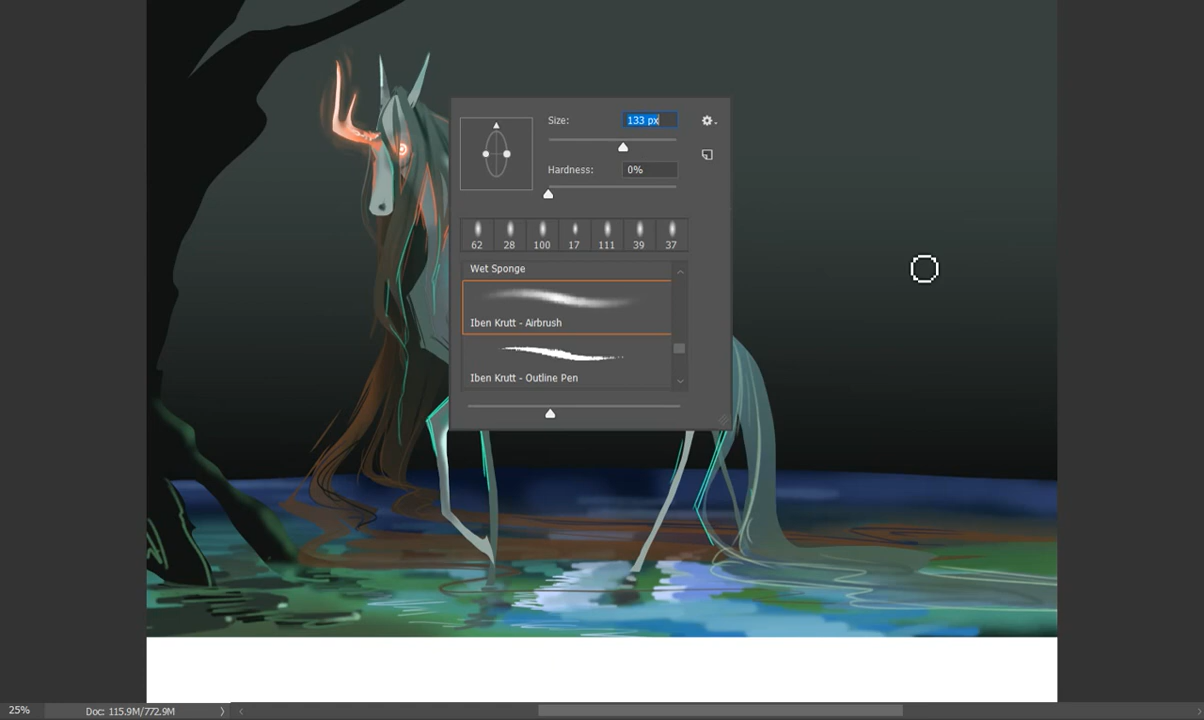 Size:
133 px
Hardness:
0%
62 28 100 17 111 39 37
Wet Sponge
Iben Krutt - Airbrush
Iben Krutt - Outline Pen
25%
Doc: 115.9M/772.9M